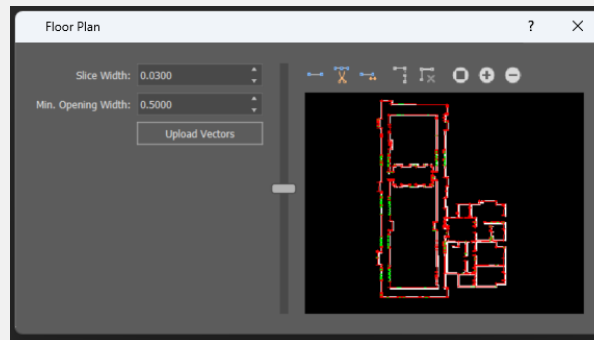 Floor Plan
?
Slice Width: 0.0300
Min. Opening Width: 0.5000
Upload Vectors